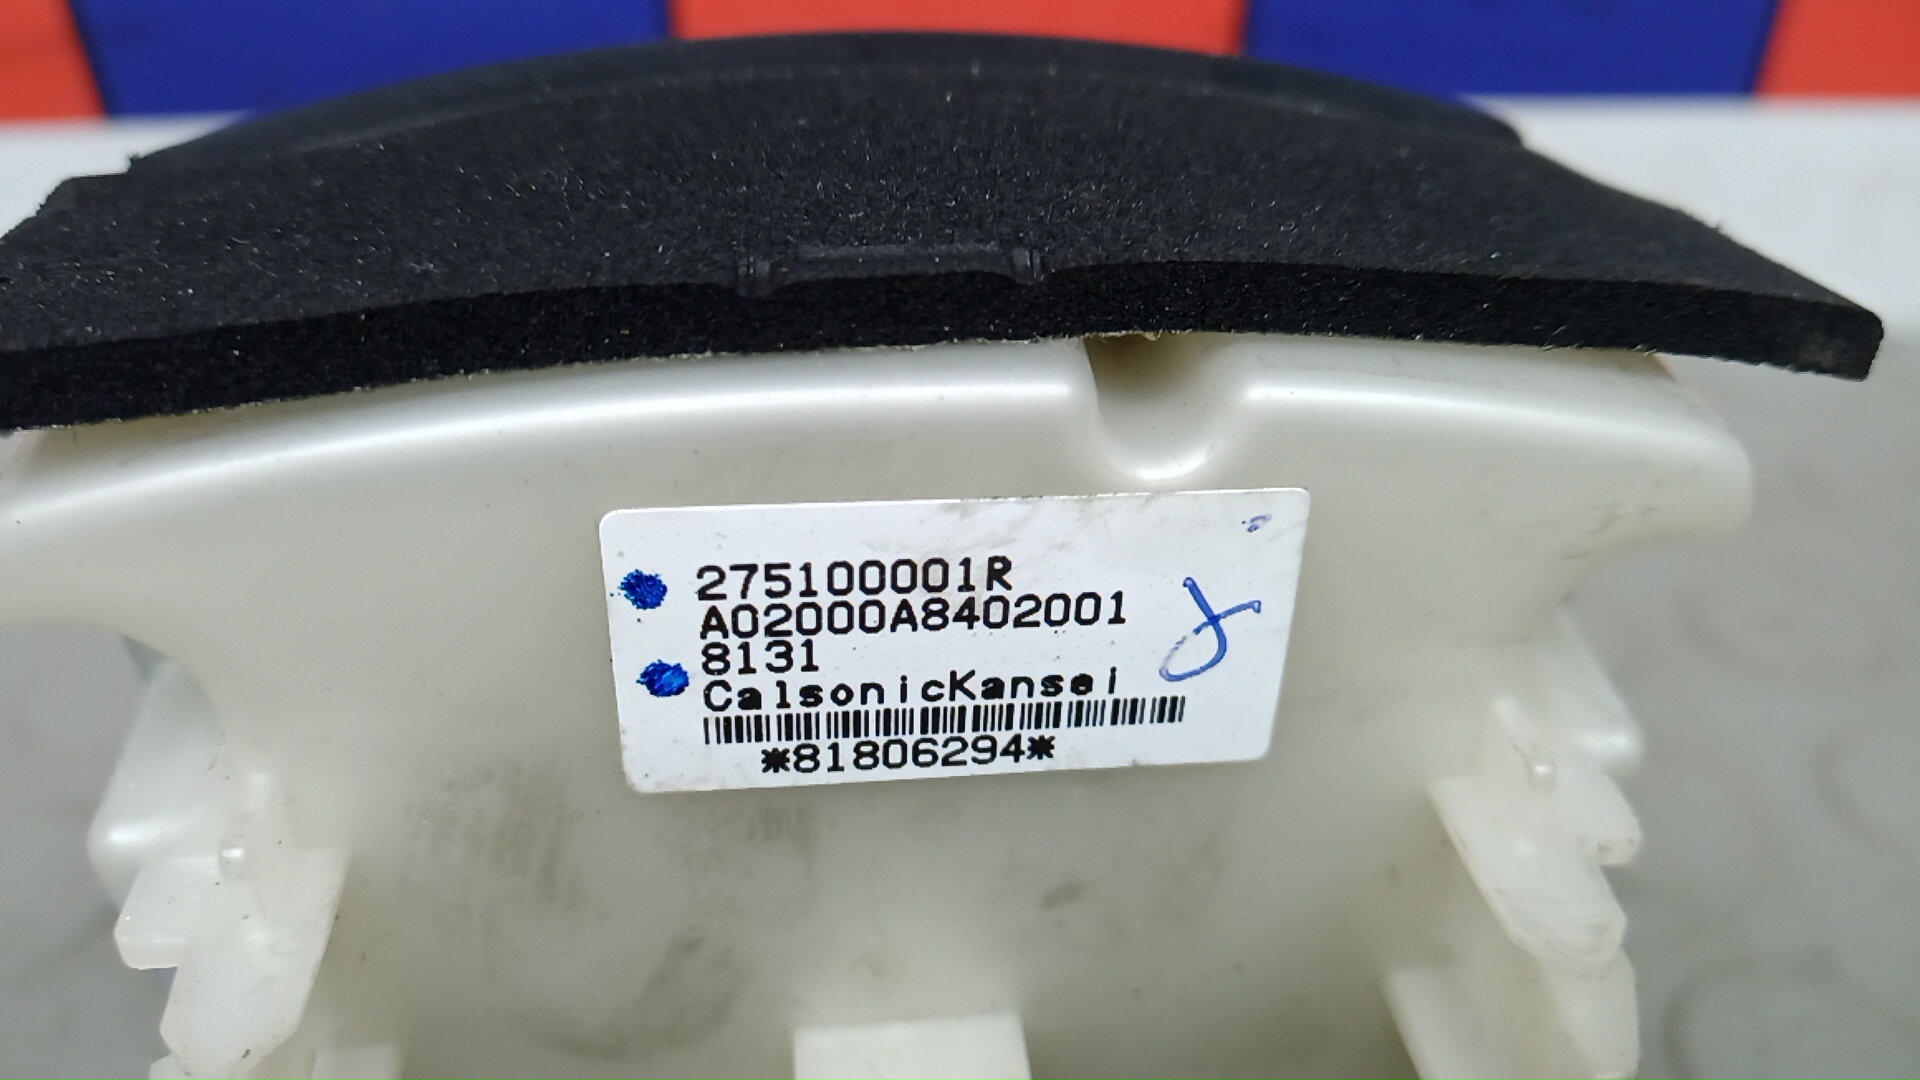 275100001R
A02000A8402001
8131
CalsonicKansei
*81806294*